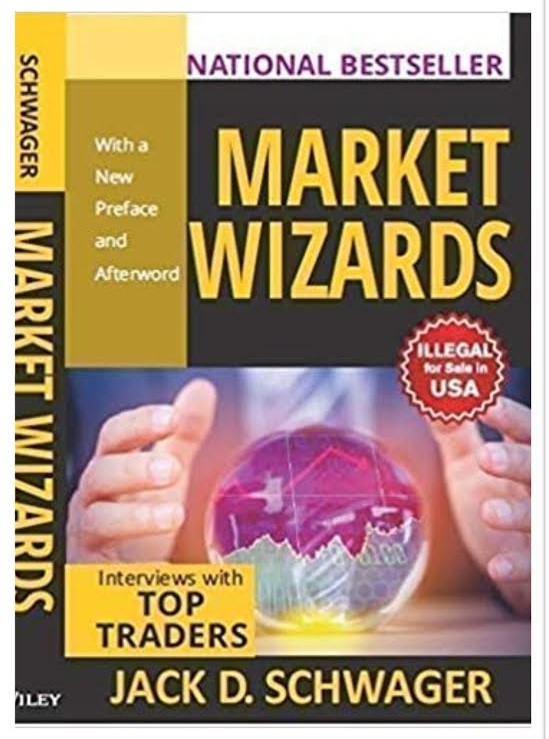 SCHWAGER
MARKET WIZARDS
WILEY
NATIONAL BESTSELLER
With a
New
Preface
and
Afterword
MARKET
WIZARDS
ILLEGAL
for Sale in
USA
Interviews with
TOP
TRADERS
JACK D. SCHWAGER